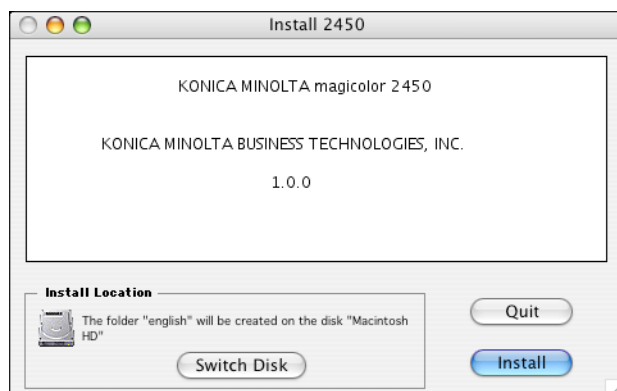 Install 2450
KONICA MINOLTA magicolor 2450
KONICA MINOLTA BUSINESS TECHNOLOGIES, INC.
1.0.0
Install Location
The folder "english" will be created on the disk "Macintosh
HD"
Switch Disk
Quit
Install